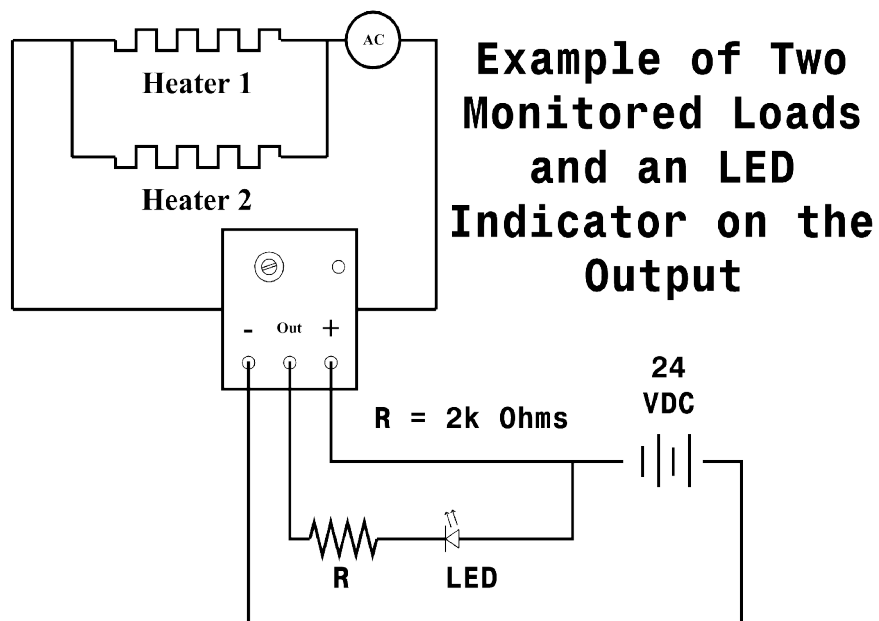 AC
Heater 1
Heater 2
Example of Two
Monitored Loads
and an LED
Indicator on the
Output
- Out +
24
VDC
R = 2k Ohms
R
LED